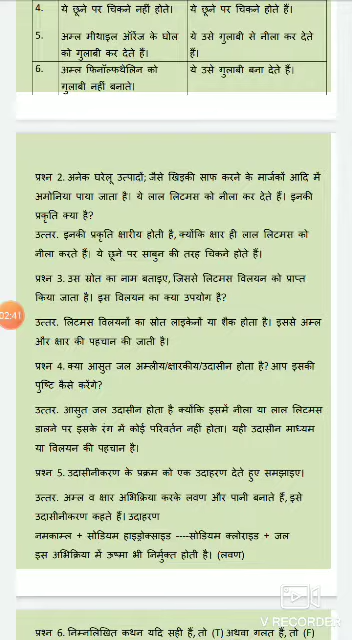 4. ये छूने पर चिकने नहीं होते। ये छूने पर चिकने होते हैं।
5. अम्ल मीथाइल ऑरेंज के घोल ये उसे गुलाबी से नीला कर देते
को गुलाबी कर देते हैं। हैं।
6. अम्ल फिनॉल्फथेलिन को ये उसे गुलाबी बना देते हैं।
गुलाबी नहीं बनाते।
प्रश्न 2. अनेक घरेलू उत्पादों; जैसे खिड़की साफ करने के मार्जकों आदि में
अमोनिया पाया जाता है। ये लाल लिटमस को नीला कर देते हैं। इनकी
प्रकृति क्या है?
उत्तर. इनकी प्रकृति क्षारीय होती है, क्योंकि क्षार ही लाल लिटमस को
नीला करते हैं। ये छूने पर साबुन की तरह चिकने होते हैं।
प्रश्न 3. उस स्रोत का नाम बताइए, जिससे लिटमस विलयन को प्राप्त
किया जाता है। इस विलयन का क्या उपयोग है?
02:41
उत्तर. लिटमस विलयनों का स्रोत लाइकेनों या शैक होता है। इससे अम्ल
और क्षार की पहचान की जाती है।
प्रश्न 4. क्या आसुत जल अम्लीय/क्षारकीय/उदासीन होता है? आप इसकी
पुष्टि कैसे करेंगे?
उत्तर. आसुत जल उदासीन होता है क्योंकि इसमें नीला या लाल लिटमस
डालने पर इसके रंग में कोई परिवर्तन नहीं होता। यही उदासीन माध्यम
या विलयन की पहचान है।
प्रश्न 5. उदासीनीकरण के प्रक्रम को एक उदाहरण देते हुए समझाइए।
उत्तर. अम्ल व क्षार अभिक्रिया करके लवण और पानी बनाते हैं, इसे
उदासीनीकरण कहते हैं। उदाहरण
नमकाम्ल + सोडियम हाइड्रोक्साइड ----सोडियम क्लोराइड + जल
इस अभिक्रिया में ऊष्मा भी निर्मुक्त होती है। (लवण)
V RECORDER
प्रश्न 6. निम्नलिखित कथन यदि सही हैं, तो (T) अथवा गलत हैं, तो (F)